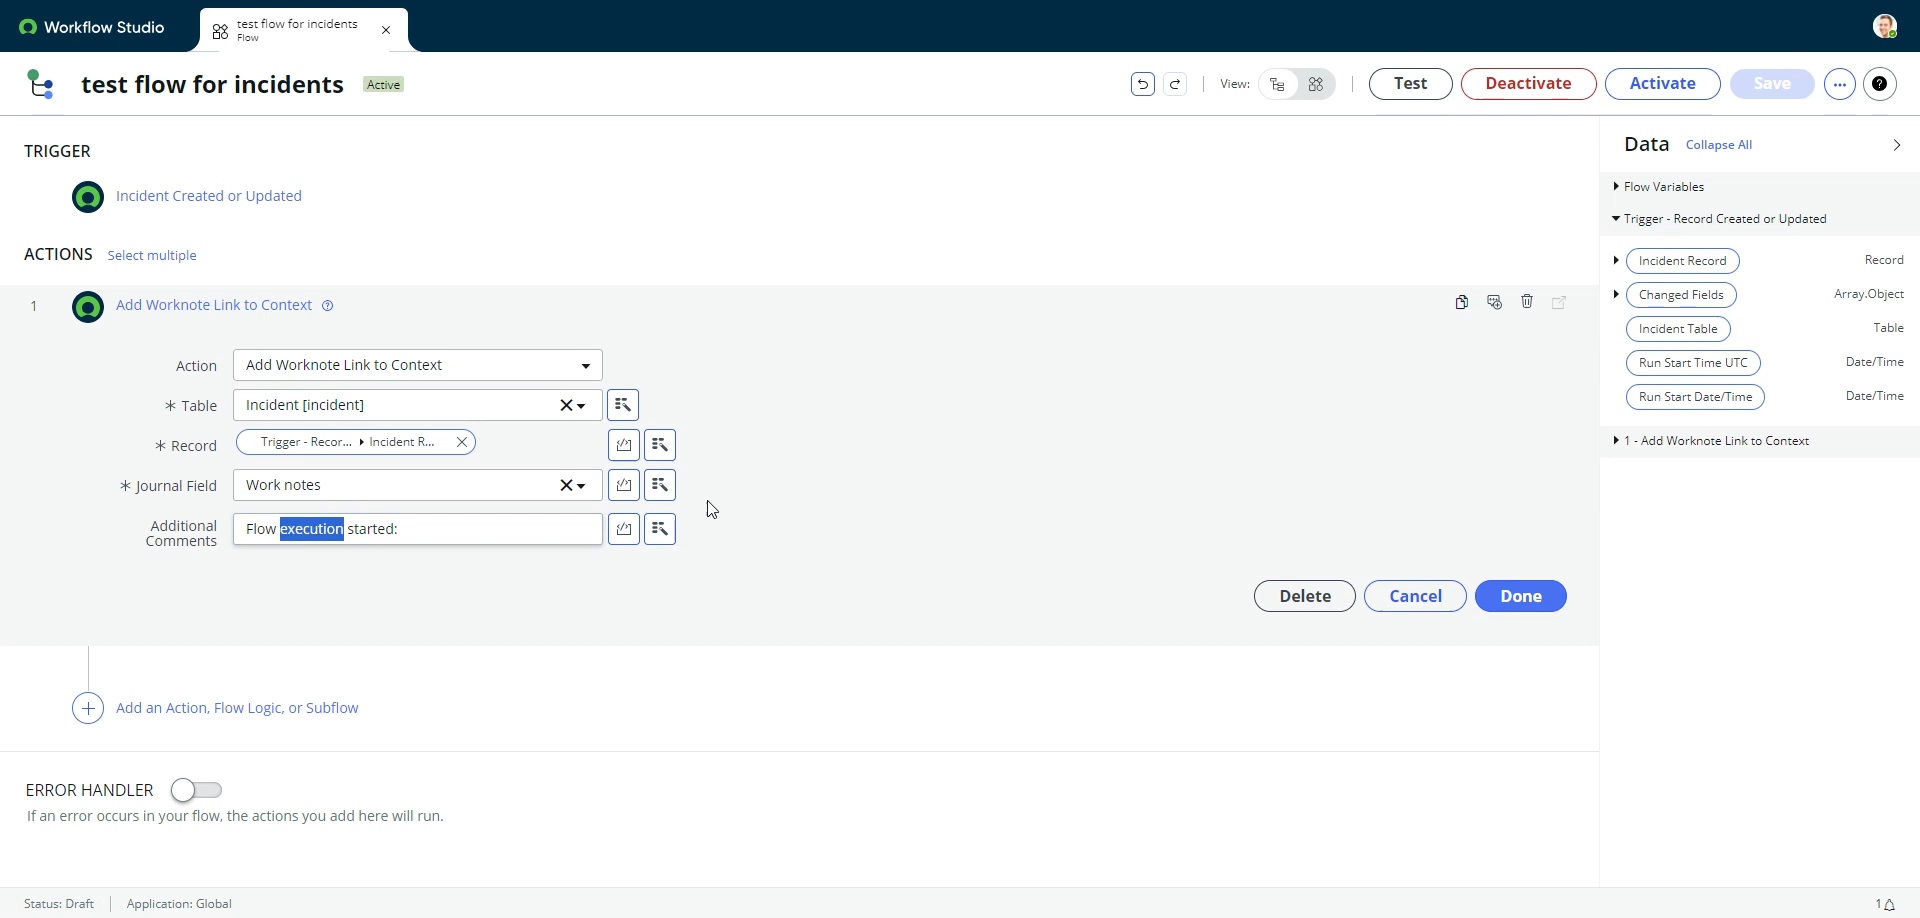 Workflow Studio
test flow for incidents
Flow
test flow for incidents
Active
View:
Test
Deactivate
Activate
Save
TRIGGER
Incident Created or Updated
ACTIONS
Select multiple
1
Add Worknote Link to Context
Action
Add Worknote Link to Context
* Table
Incident [incident]
* Record
Trigger - Recor... ▸ Incident R...
* Journal Field
Work notes
Additional
Comments
Flow execution started:
Delete
Cancel
Done
Add an Action, Flow Logic, or Subflow
ERROR HANDLER
If an error occurs in your flow, the actions you add here will run.
Data
Collapse All
Flow Variables
Trigger - Record Created or Updated
Incident Record
Record
Changed Fields
Array.Object
Incident Table
Table
Run Start Time UTC
Date/Time
Run Start Date/Time
Date/Time
1 - Add Worknote Link to Context
Status: Draft
Application: Global
1